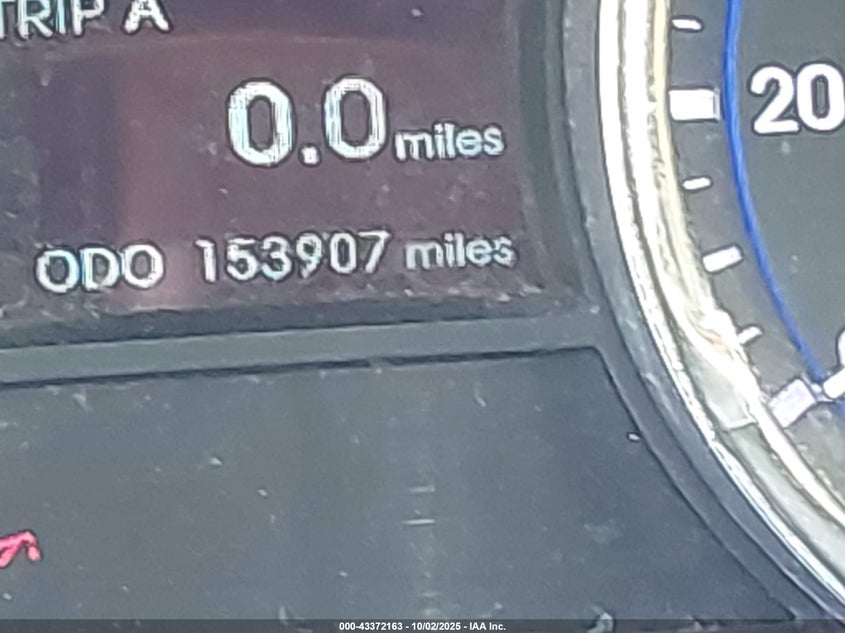 TRIP A
0.0 miles
20
ODO 153907 miles
000-43372163 - 10/02/2025 - IAA Inc.